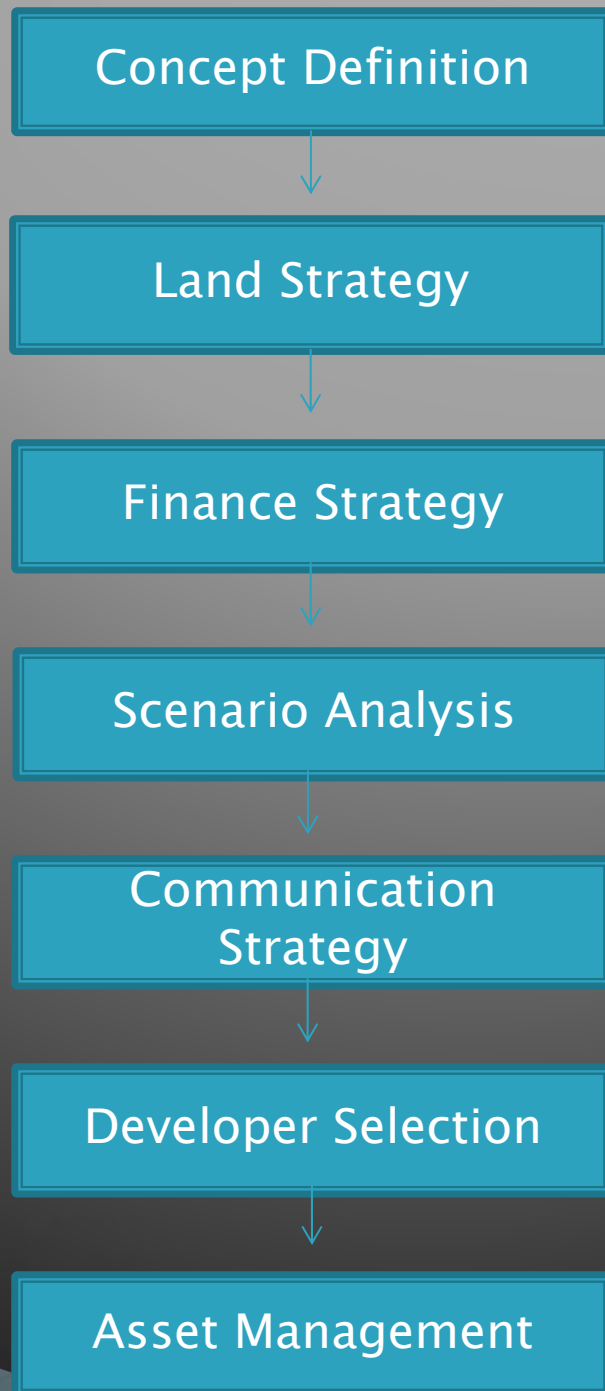 Concept Definition
Land Strategy
Finance Strategy
Scenario Analysis
Communication
Strategy
Developer Selection
Asset Management